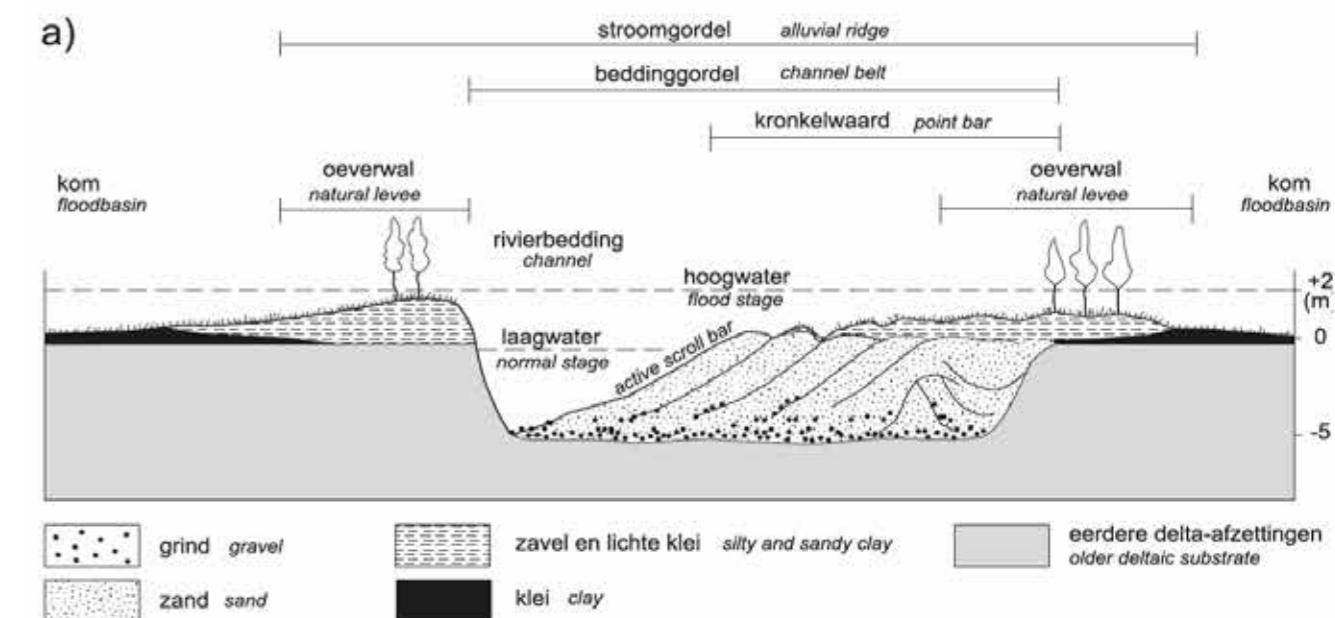 a)
stroomgordel alluvial ridge
beddinggordel channel belt
kronkelwaard point bar
kom
floodbasin
oeverwal
natural levee
oeverwal
natural levee
kom
floodbasin
rivierbedding
channel
hoogwater
flood stage
+2
(m
laagwater
normal stage
active scroll bar
0
-5
grind gravel
zavel en lichte klei silty and sandy clay
eerdere delta-afzettingen
older deltaic substrate
zand sand
klei clay